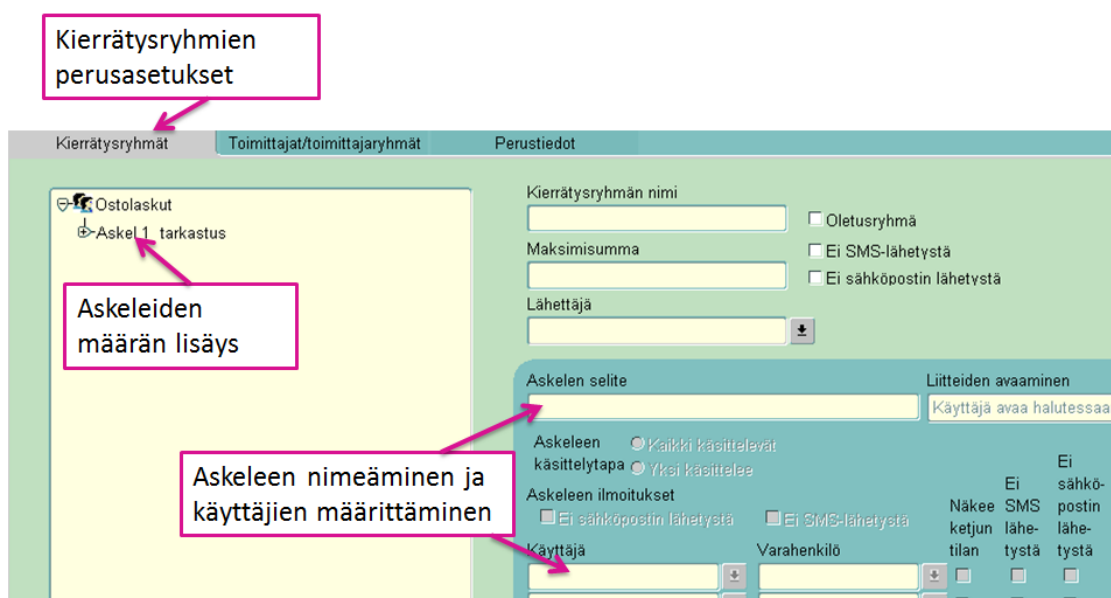 Kierrätysryhmien
perusasetukset
Kierrätysryhmät
Toimittajat/toimittajaryhmät
Perustiedot
Ostolaskut
Askel 1 tarkastus
Askeleiden
määrän lisäys
Kierrätysryhmän nimi
Oletusryhmä
Maksimisumma
Ei SMS-lähetystä
Ei sähköpostin lähetystä
Lähettäjä
Askelen selite
Liitteiden avaaminen
Käyttäjä avaa halutessaa
Askeleen nimeäminen ja
käyttäjien määrittäminen
Askeleen
käsittelytapa
Kaikki käsittelevät
Yksi käsittelee
Askeleen ilmoitukset
Ei sähköpostin lähetystä
Ei SMS-lähetystä
Käyttäjä
Varahenkilö
Näkee
ketjun
tilan
Ei
SMS
lähe-
tystä
Ei
sähkö-
postin
lähe-
tystä